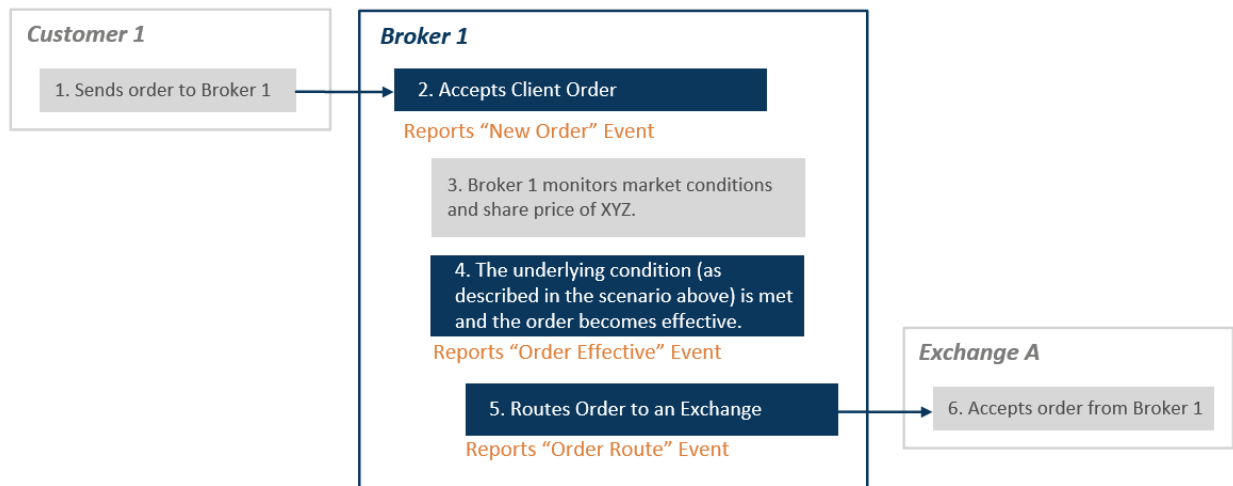 Customer 1
1. Sends order to Broker 1
Broker 1
2. Accepts Client Order
Reports “New Order” Event
3. Broker 1 monitors market conditions
and share price of XYZ.
4. The underlying condition (as
described in the scenario above) is met
and the order becomes effective.
Reports “Order Effective” Event
5. Routes Order to an Exchange
Reports “Order Route” Event
Exchange A
6. Accepts order from Broker 1